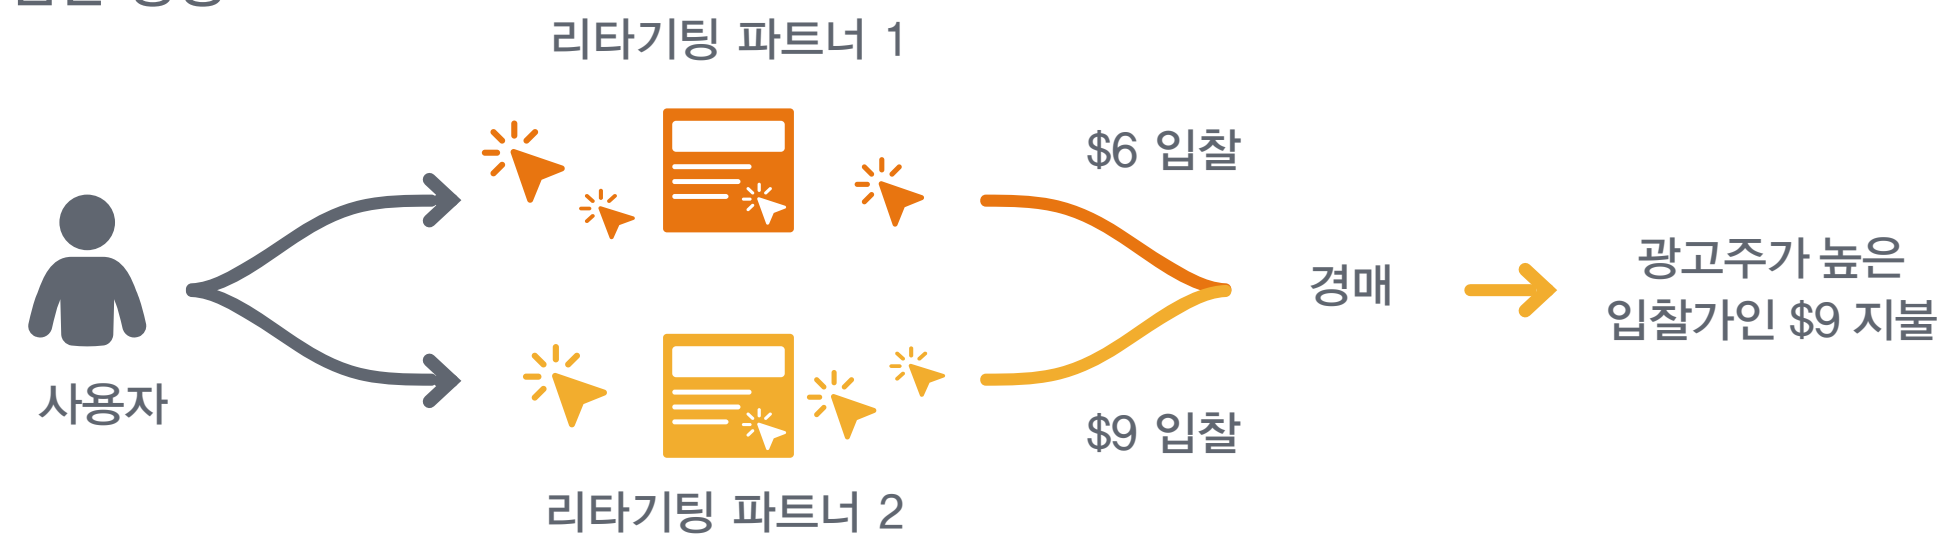 리타기팅 파트너 1
$6 입찰
광고주가 높은
경매
입찰가인 $9 지불
사용자
$9 입찰
리타기팅 파트너 2